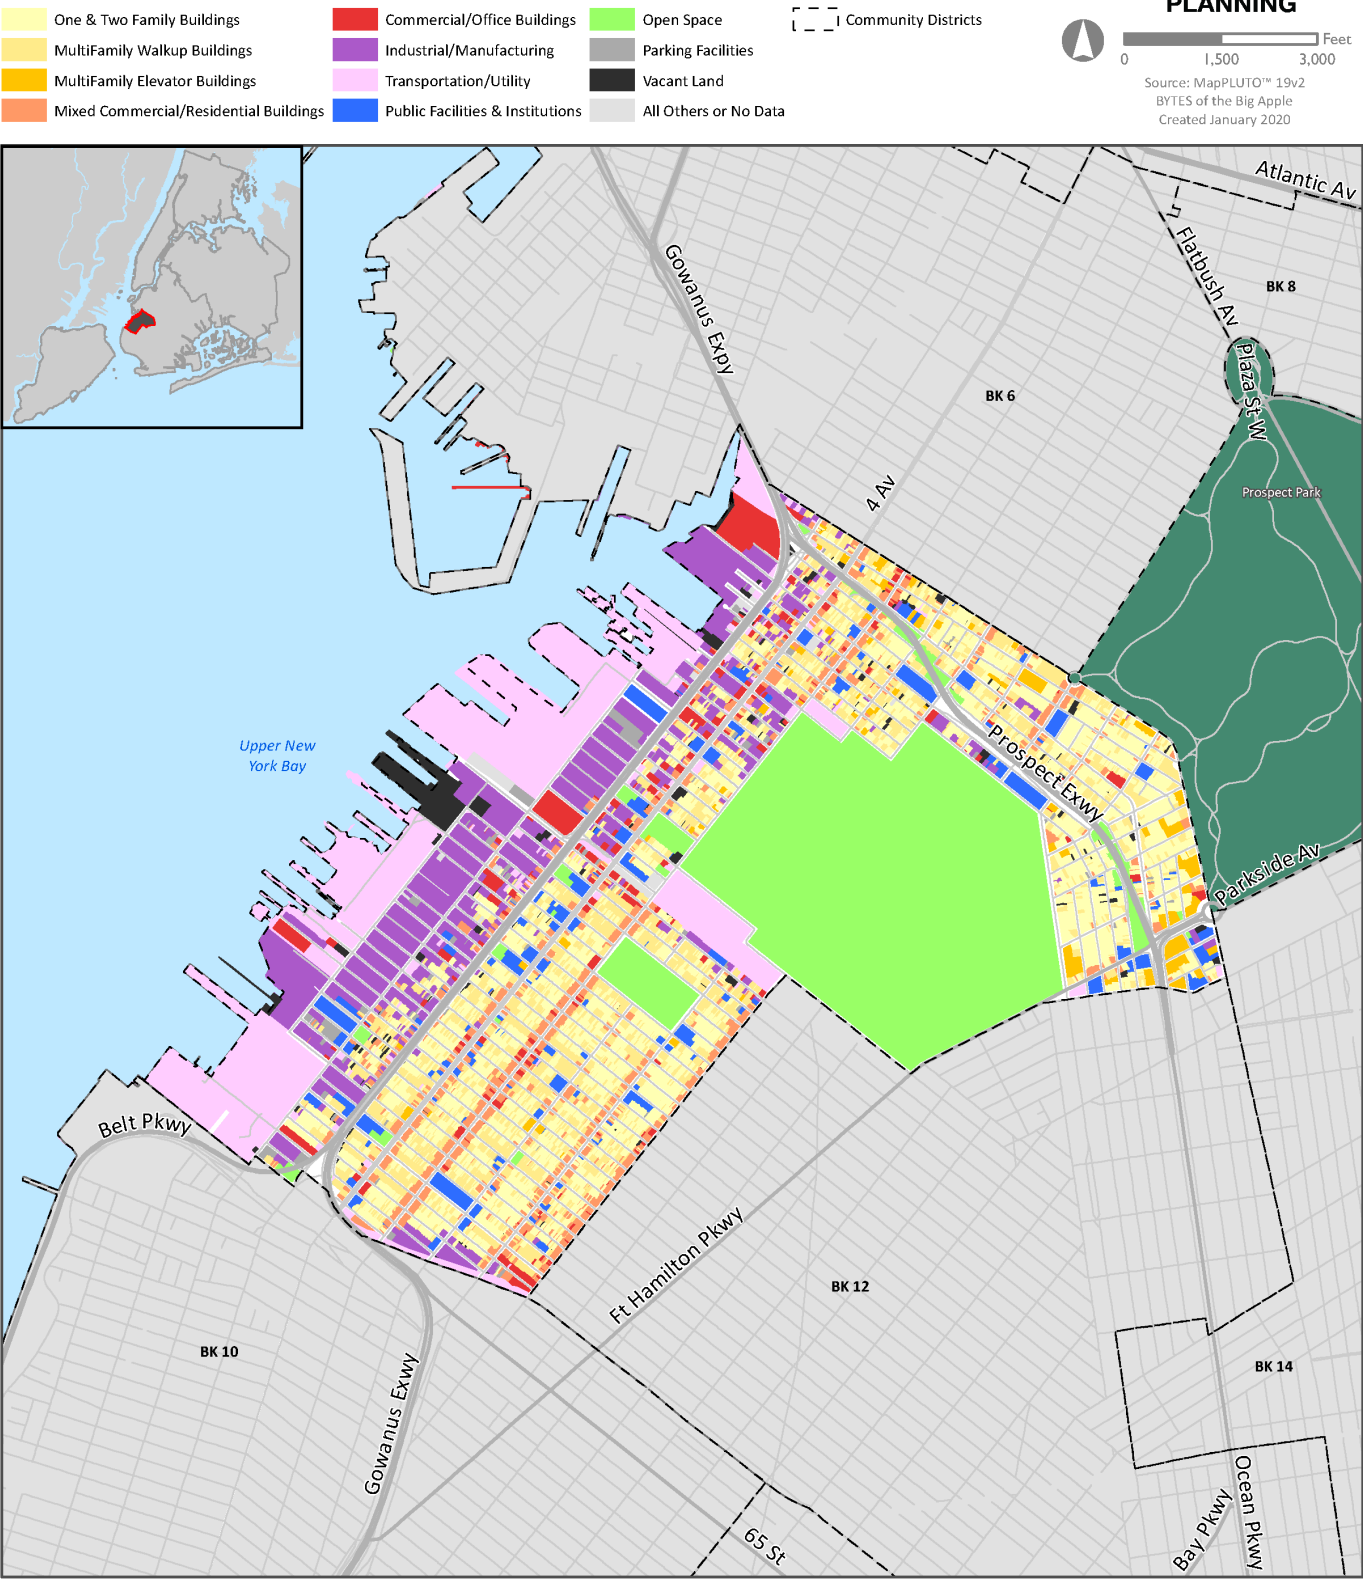 PLANNING
One & Two Family Buildings
MultiFamily Walkup Buildings
MultiFamily Elevator Buildings
Mixed Commercial/Residential Buildings
Commercial/Office Buildings
Industrial/Manufacturing
Transportation/Utility
Public Facilities & Institutions
Open Space
Parking Facilities
Vacant Land
All Others or No Data
Community Districts
Feet
0 1,500 3,000
Source: MapPLUTO™ 19v2
BYTES of the Big Apple
Created January 2020
Atlantic Av
Flatbush Av
BK 8
Gowanus Expy
Plaza St W
BK 6
4 Av
Prospect Park
Upper New
York Bay
Prospect Exwy
Parkside Av
Belt Pkwy
Ft Hamilton Pkwy
BK 12
BK 10
BK 14
Gowanus Exwy
65 St
Bay Pkwy
Ocean Pkwy